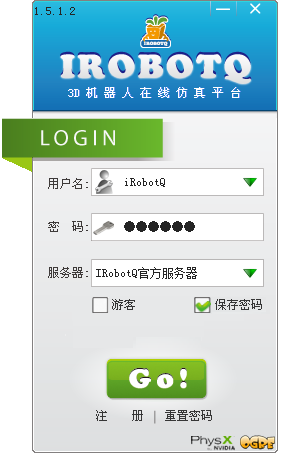 1.5.1.2
IROBOTQ
IROBOTQ
3D机器人在线仿真平台
LOGIN
用户名: iRobotQ
密 码: ●●●●●●
服务器: IRobotQ官方服务器
游客 保存密码
Go!
注 册 | 重置密码
PhysX by NVIDIA OGDF